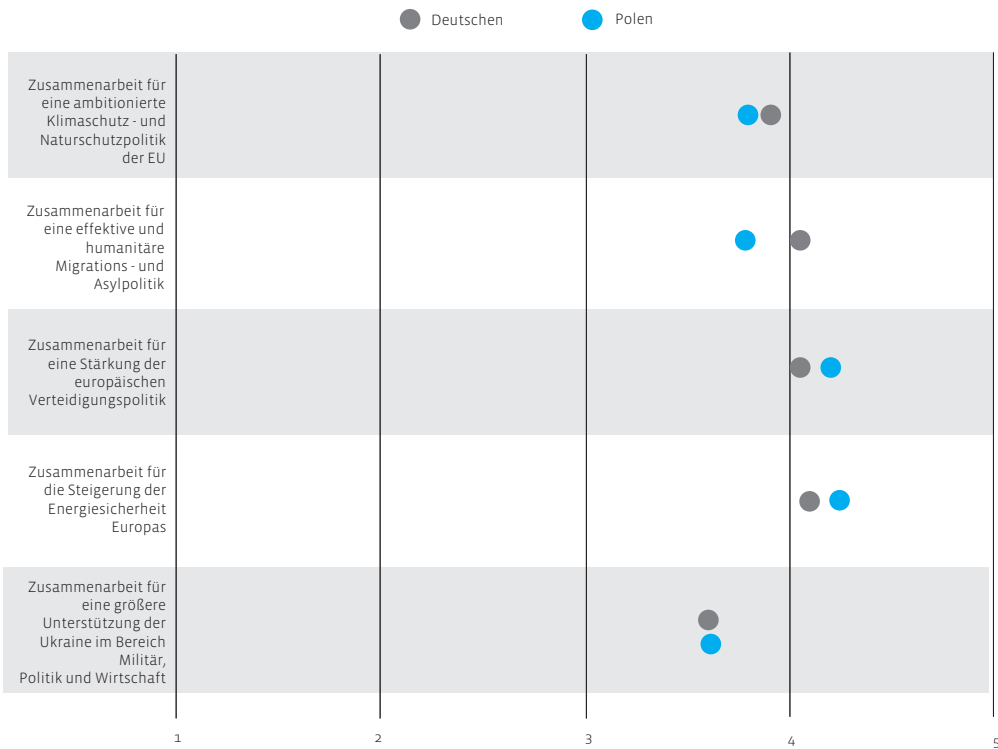 Deutschen
Polen
Zusammenarbeit für
eine ambitionierte
Klimaschutz - und
Naturschutzpolitik
der EU
Zusammenarbeit für
eine effektive und
humanitäre
Migrations - und
Asylpolitik
Zusammenarbeit für
eine Stärkung der
europäischen
Verteidigungspolitik
Zusammenarbeit für
die Steigerung der
Energiesicherheit
Europas
Zusammenarbeit für
eine größere
Unterstützung der
Ukraine im Bereich
Militär,
Politik und Wirtschaft
1 2 3 4 5